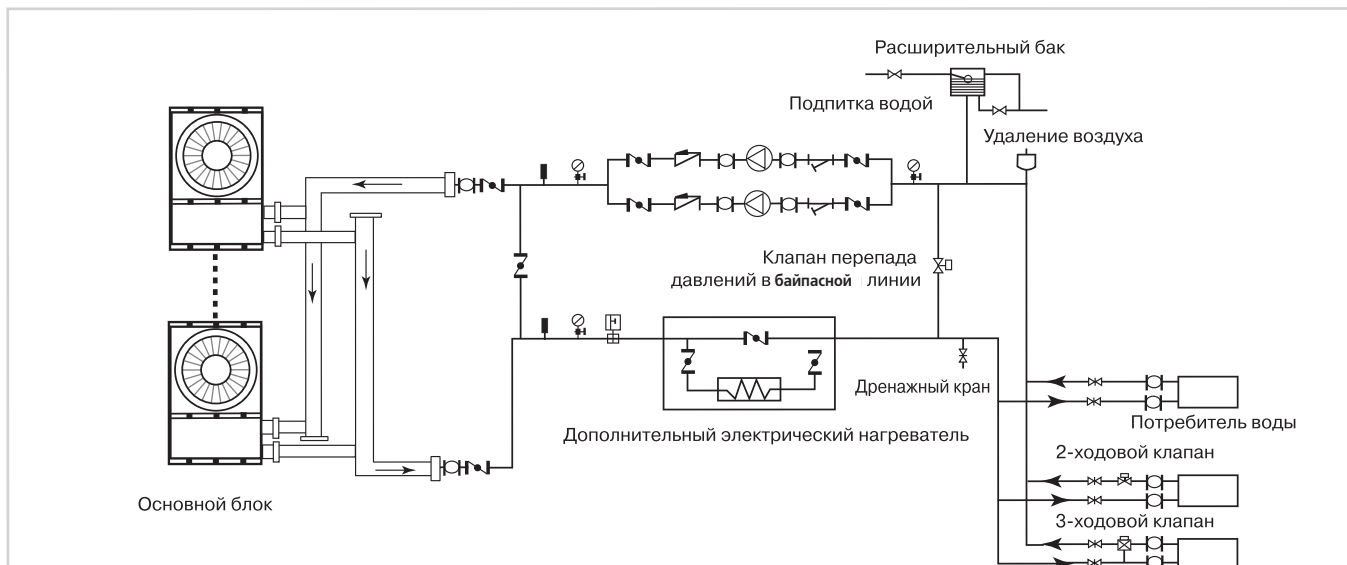 Расширительный бак
Подпитка водой
Удаление воздуха
Клапан перепада
давлений в байпасной линии
Дренажный кран
Дополнительный электрический нагреватель
Потребитель воды
2-ходовой клапан
Основной блок
3-ходовой клапан